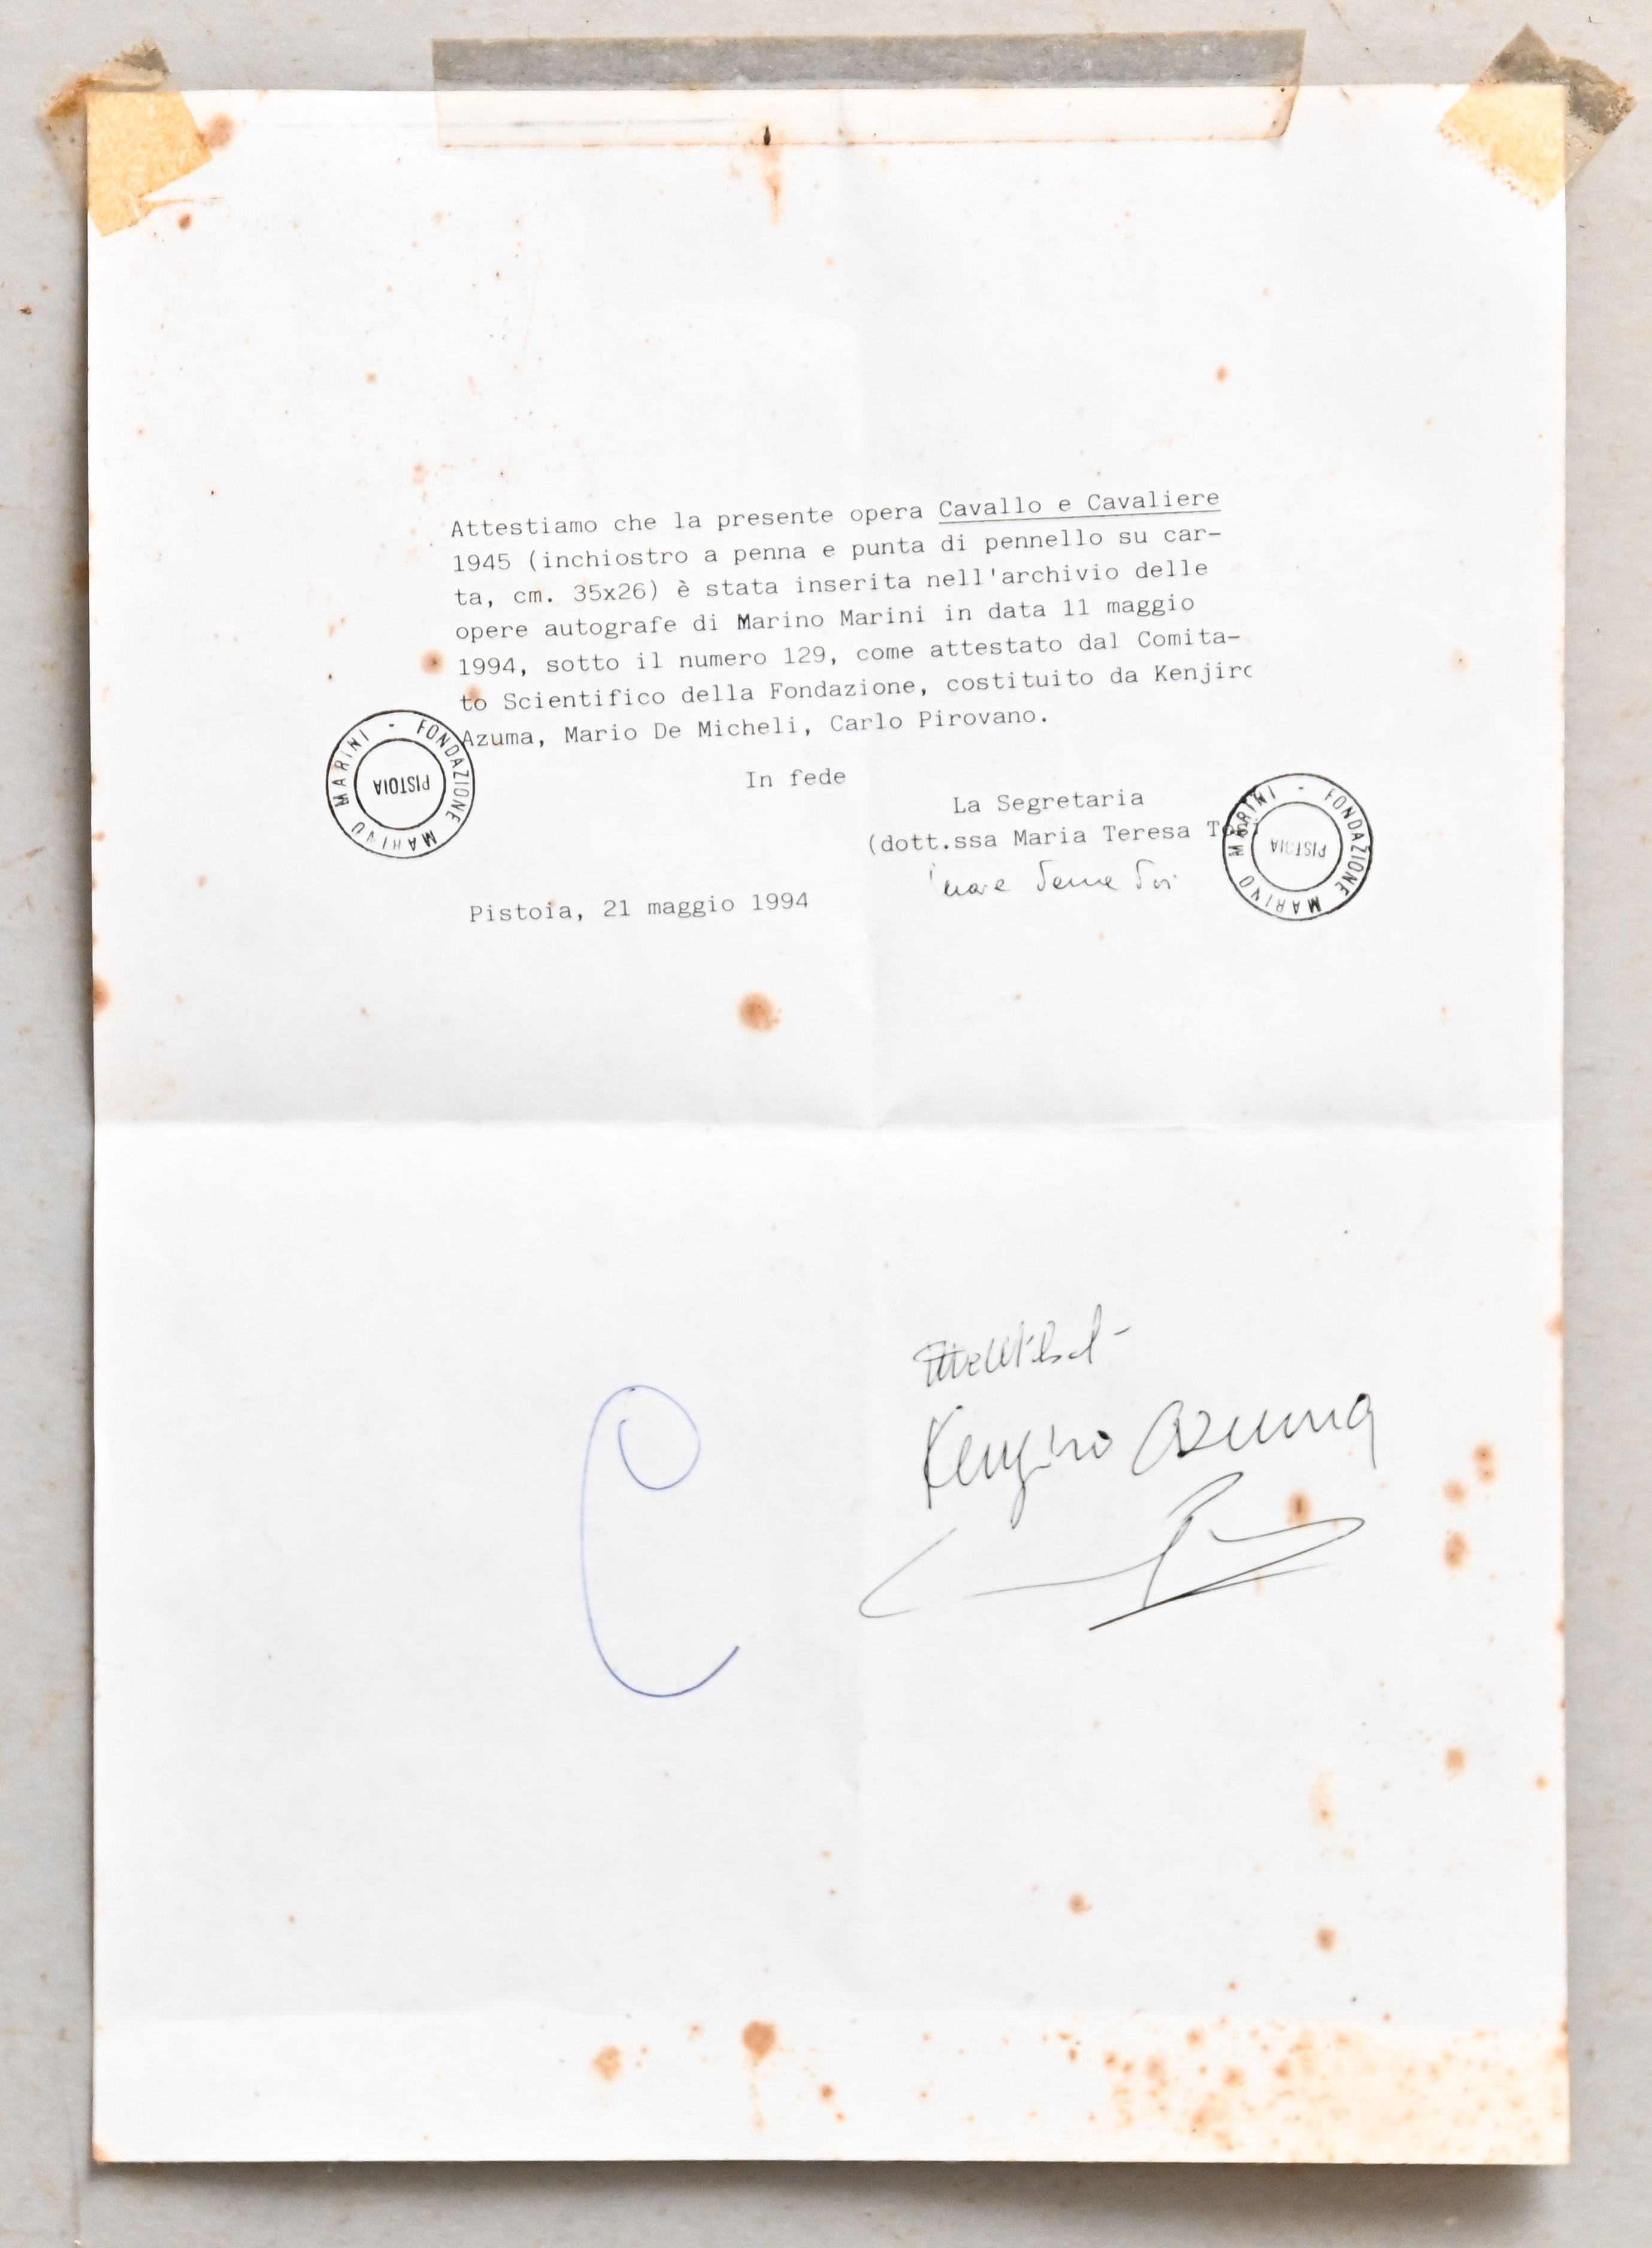 Attestiamo che la presente opera Cavallo e Cavaliere
1945 (inchiostro a penna e punta di pennello su car-
ta, cm. 35x26) è stata inserita nell'archivio delle
opere autografe di Marino Marini in data 11 maggio
1994, sotto il numero 129, come attestato dal Comita-
to Scientifico della Fondazione, costituito da Kenjiro
Azuma, Mario De Micheli, Carlo Pirovano.
FONDAZIONE MARINO MARINI -
PISTOIA
In fede
La Segretaria
(dott.ssa Maria Teresa
FONDAZIONE MARINO MARINI -
PISTOIA
Pistoia, 21 maggio 1994
Kengiro Azuma